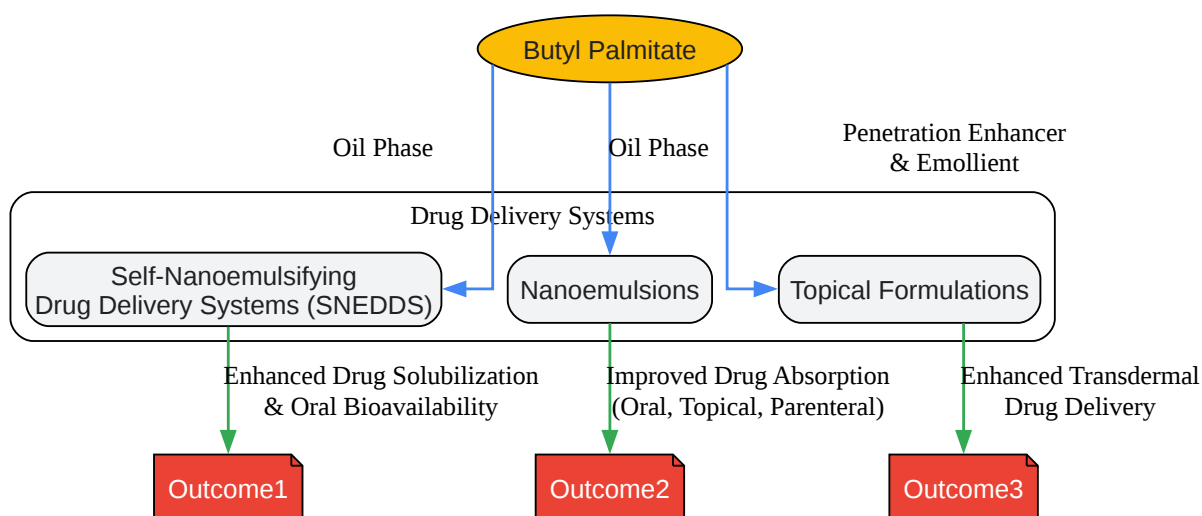 Butyl Palmitate
Oil Phase
Oil Phase
Penetration Enhancer
& Emollient
Drug Delivery Systems
Self-Nanoemulsifying
Drug Delivery Systems (SNEDDS)
Nanoemulsions
Topical Formulations
Enhanced Drug Solubilization
& Oral Bioavailability
Improved Drug Absorption
(Oral, Topical, Parenteral)
Enhanced Transdermal
Drug Delivery
Outcome1
Outcome2
Outcome3